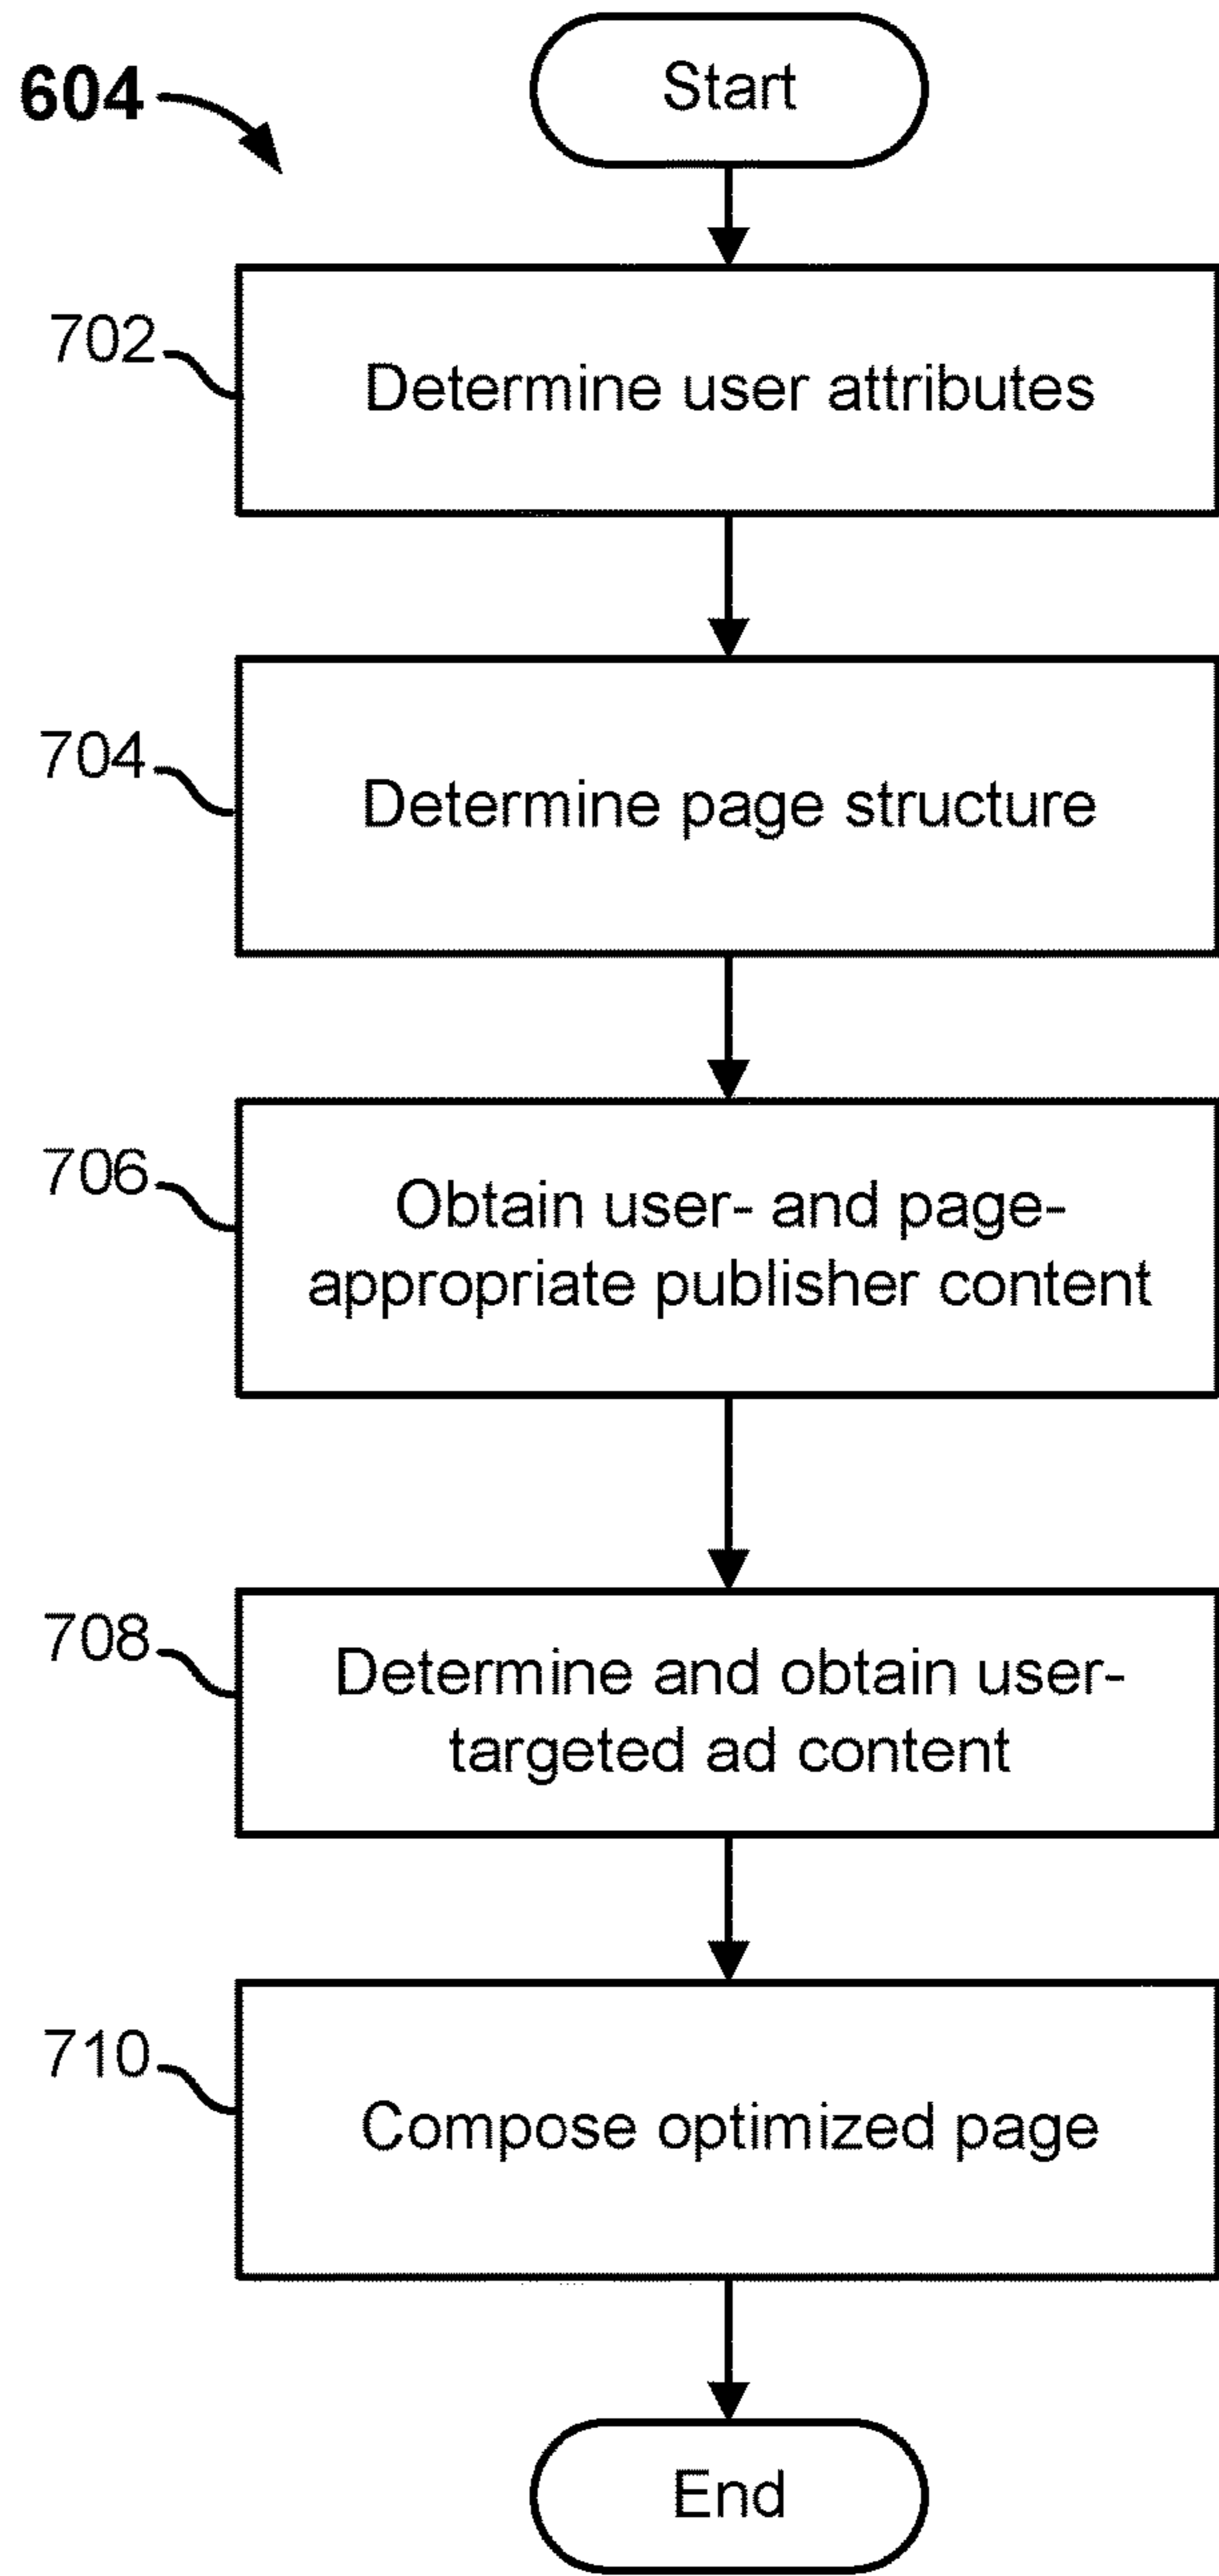 604
Start
702
Determine user attributes
704
Determine page structure
706
Obtain user- and page-
appropriate publisher content
708
Determine and obtain user-
targeted ad content
710
Compose optimized page
End